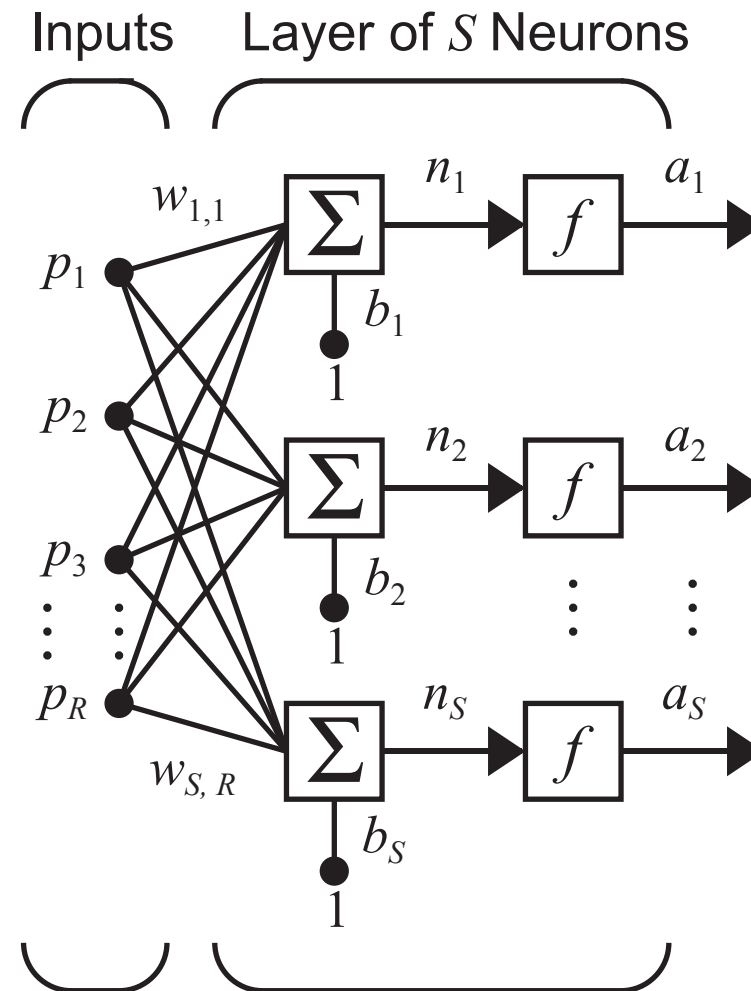 Inputs Layer of S Neurons
w1,1 n1 a1
Σ f
p1
b1
1
p2
n2 a2
Σ f
p3
b2
1
pR
nS aS
Σ f
wS, R
bS
1